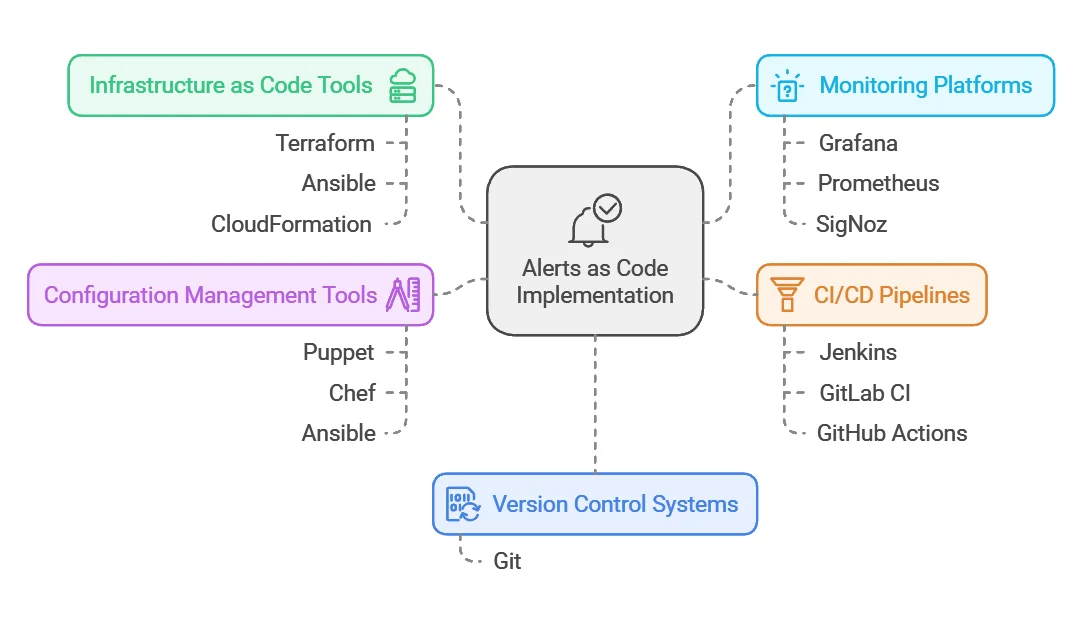 Infrastructure as Code Tools
Terraform
Ansible
CloudFormation
Configuration Management Tools
Puppet
Chef
Ansible
Alerts as Code
Implementation
Monitoring Platforms
Grafana
Prometheus
SigNoz
CI/CD Pipelines
Jenkins
GitLab CI
GitHub Actions
Version Control Systems
Git